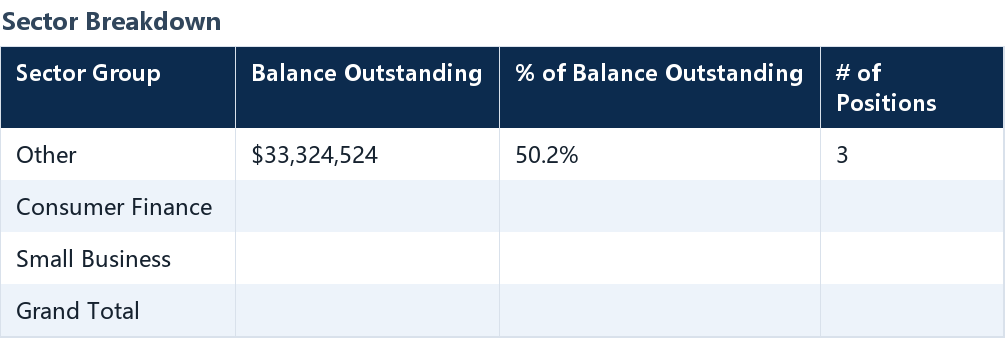 Sector Breakdown
Sector Group Balance Outstanding % of Balance Outstanding # of
Positions
Other $33,324,524 50.2% 3
Consumer Finance
Small Business
Grand Total